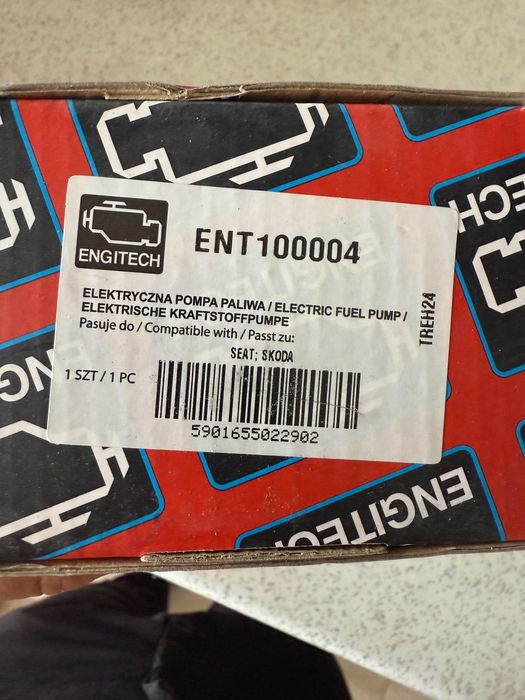 ENGITECH
ENT100004
ELEKTRYCZNA POMPA PALIWA / ELECTRIC FUEL PUMP /
ELEKTRISCHE KRAFTSTOFFPUMPE
Pasuje do / Compatible with / Passt zu:
SEAT; SKODA
1 SZT / 1 PC
5901655022902
TREH24
ENGITECH